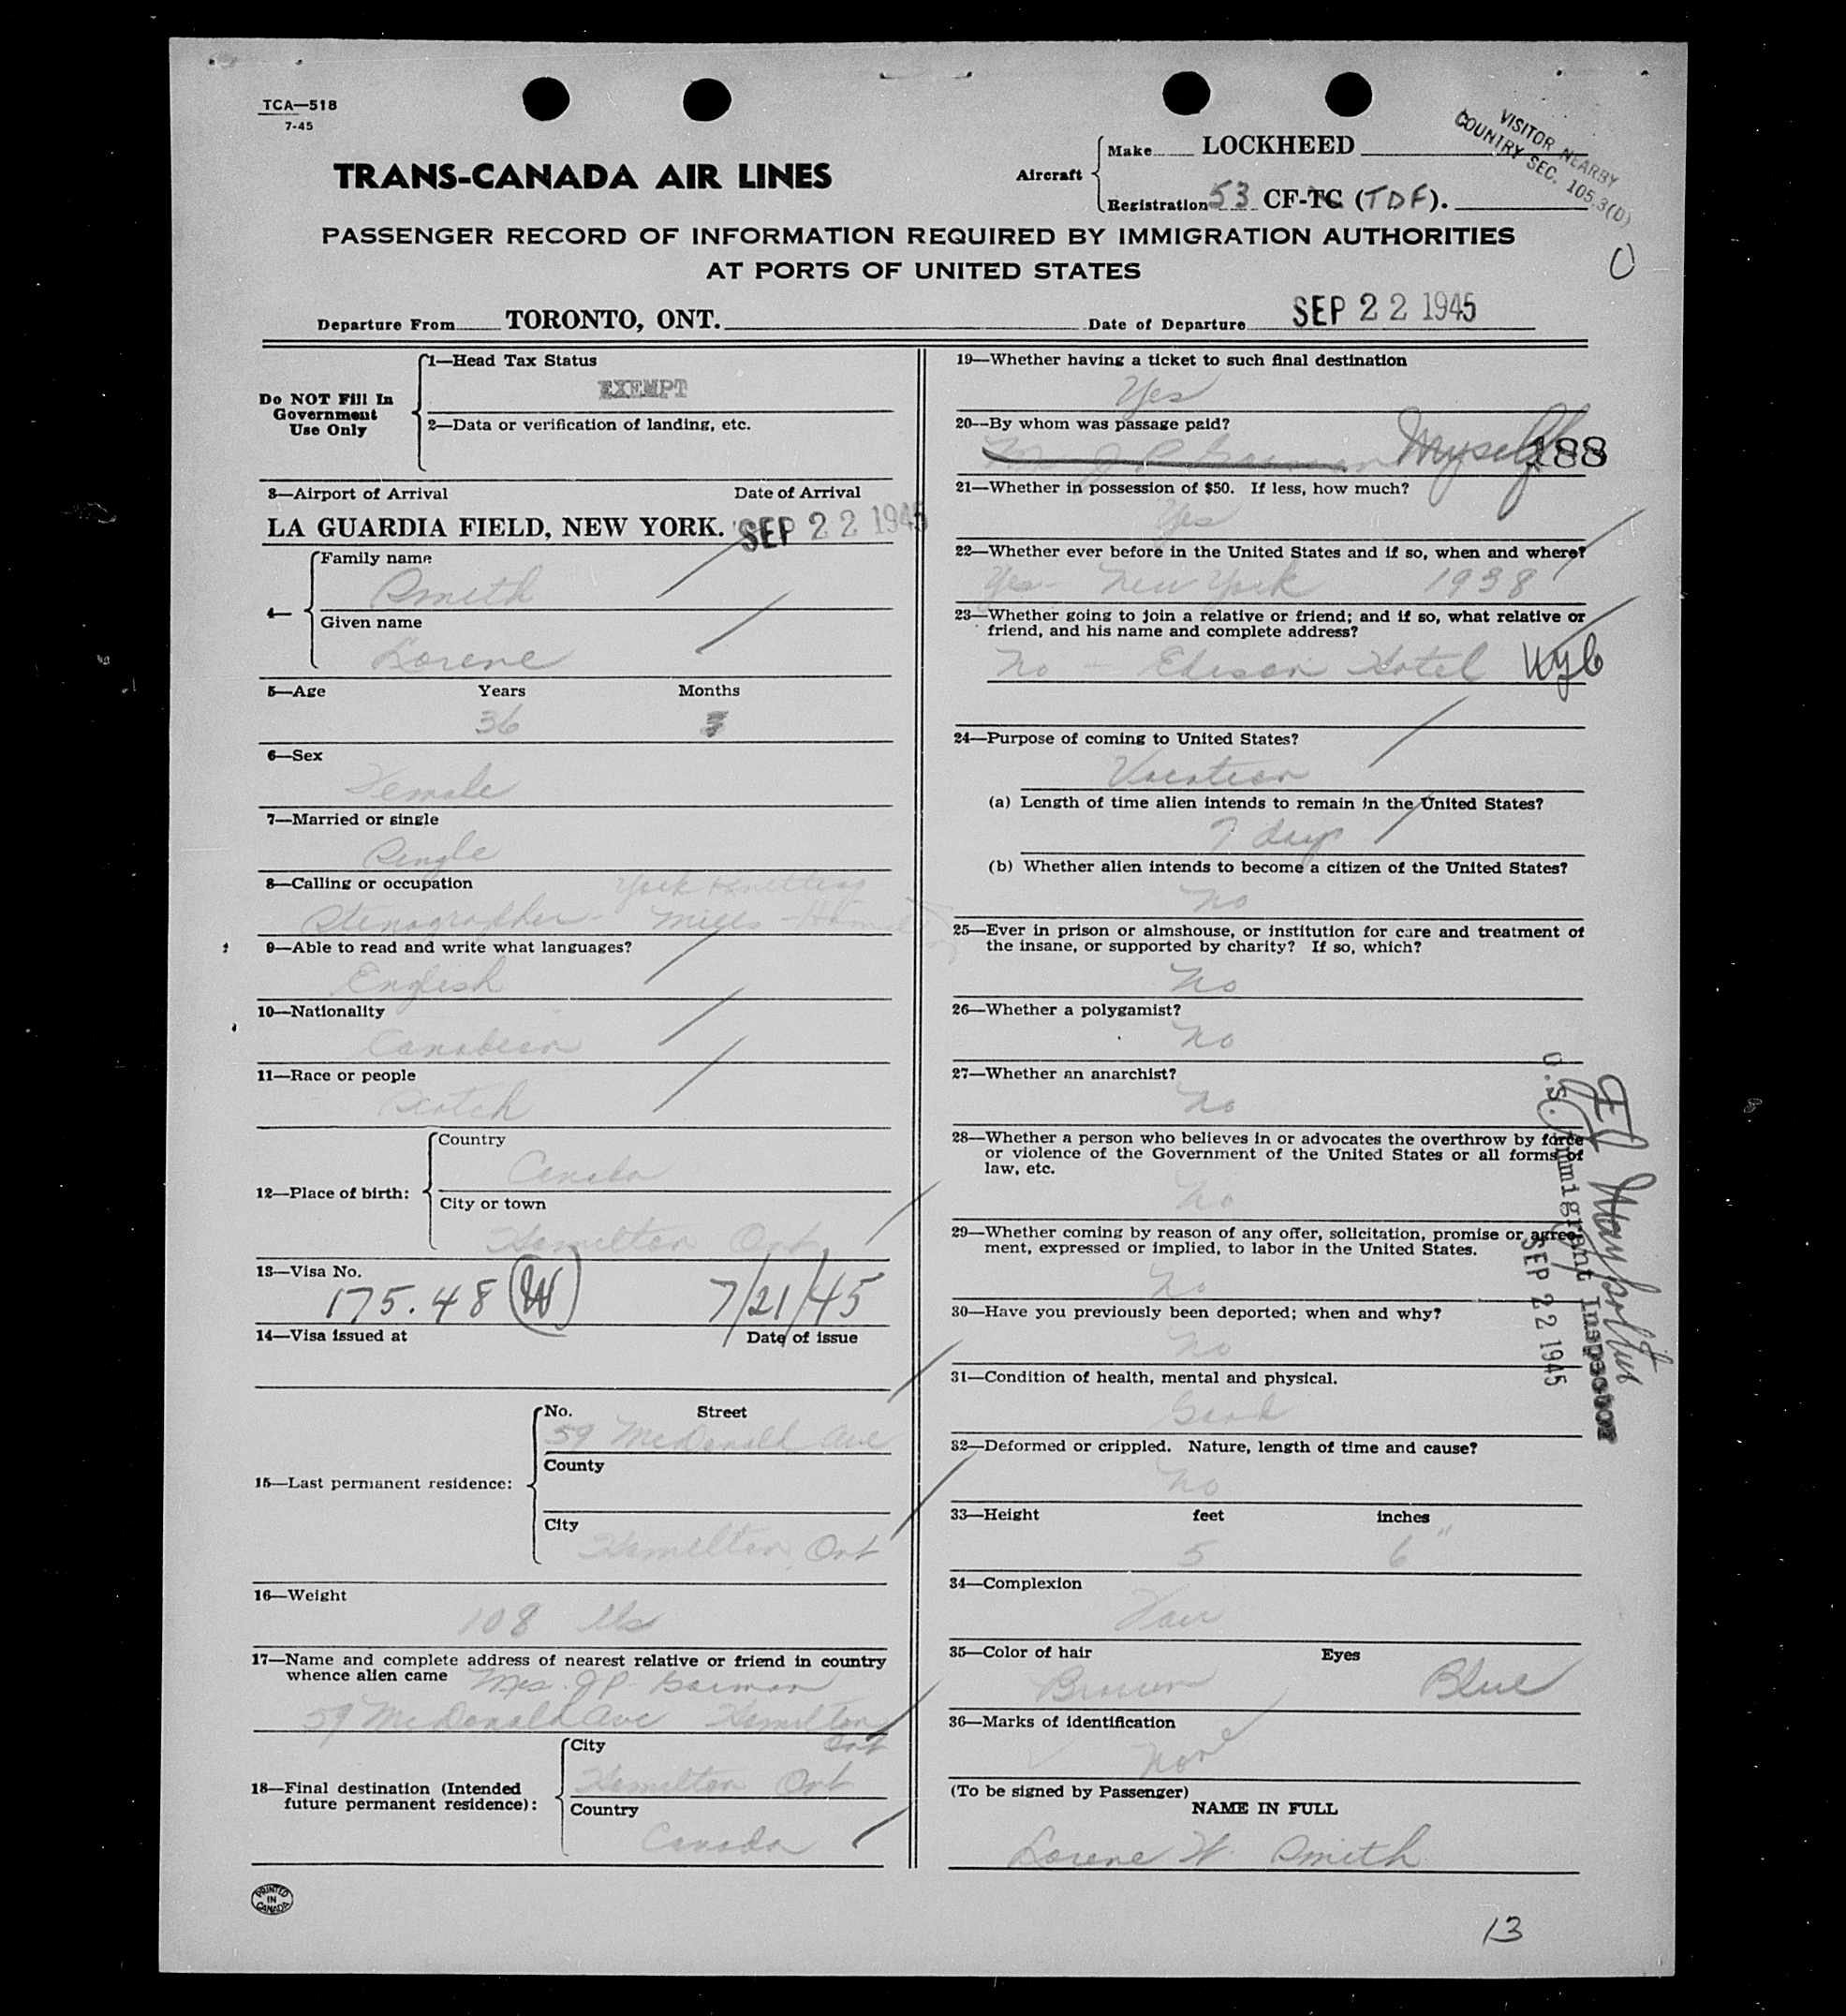 TCA—518
7-45
VISITOR NEARBY
COUNTRY SEC. 105.3(D)
TRANS-CANADA AIR LINES
Aircraft
Make LOCKHEED
Registration 53 CF-TC (TDF).
PASSENGER RECORD OF INFORMATION REQUIRED BY IMMIGRATION AUTHORITIES
AT PORTS OF UNITED STATES
0
Departure From TORONTO, ONT.
Date of Departure SEP 22 1945
Do NOT Fill In
Government
Use Only
1—Head Tax Status
EXEMPT
2—Data or verification of landing, etc.
3—Airport of Arrival Date of Arrival
LA GUARDIA FIELD, NEW YORK. SEP 22 1945
4—
Family name
Smith
Given name
Lorene
5—Age Years Months
36
6—Sex
Female
7—Married or single
Single
8—Calling or occupation York Knitting
Stenographer - Mills - Hamilton
9—Able to read and write what languages?
English
10—Nationality
Canadian
11—Race or people
Scotch
12—Place of birth:
Country
Canada
City or town
Hamilton Ont
13—Visa No.
175.48 (W) 7/21/45
14—Visa issued at Date of issue
15—Last permanent residence:
No. Street
59 McDonald Ave
County
City
Hamilton Ont
16—Weight
108 lbs
17—Name and complete address of nearest relative or friend in country
whence alien came Mrs. J P.
59 McDonald Ave Hamilton
Ont
18—Final destination (Intended
future permanent residence):
City
Hamilton Ont
Country
Canada
PRINTED
IN
CANADA
19—Whether having a ticket to such final destination
Yes
20—By whom was passage paid?
Myself 188
21—Whether in possession of $50. If less, how much?
Yes
22—Whether ever before in the United States and if so, when and where?
Yes - New York 1938
23—Whether going to join a relative or friend; and if so, what relative or
friend, and his name and complete address?
No - Edison Hotel NYC
24—Purpose of coming to United States?
Vacation
(a) Length of time alien intends to remain in the United States?
7 days
(b) Whether alien intends to become a citizen of the United States?
No
25—Ever in prison or almshouse, or institution for care and treatment of
the insane, or supported by charity? If so, which?
No
26—Whether a polygamist?
No
27—Whether an anarchist?
No
28—Whether a person who believes in or advocates the overthrow by force
or violence of the Government of the United States or all forms of
law, etc.
No
29—Whether coming by reason of any offer, solicitation, promise or agree-
ment, expressed or implied, to labor in the United States.
No
30—Have you previously been deported; when and why?
No
31—Condition of health, mental and physical.
Good
32—Deformed or crippled. Nature, length of time and cause?
No
33—Height feet inches
5 6"
34—Complexion
Fair
35—Color of hair Eyes
Brown Blue
36—Marks of identification
None
(To be signed by Passenger)
NAME IN FULL
Lorene W. Smith
U.S. Immigrant Inspector
SEP 22 1945
13